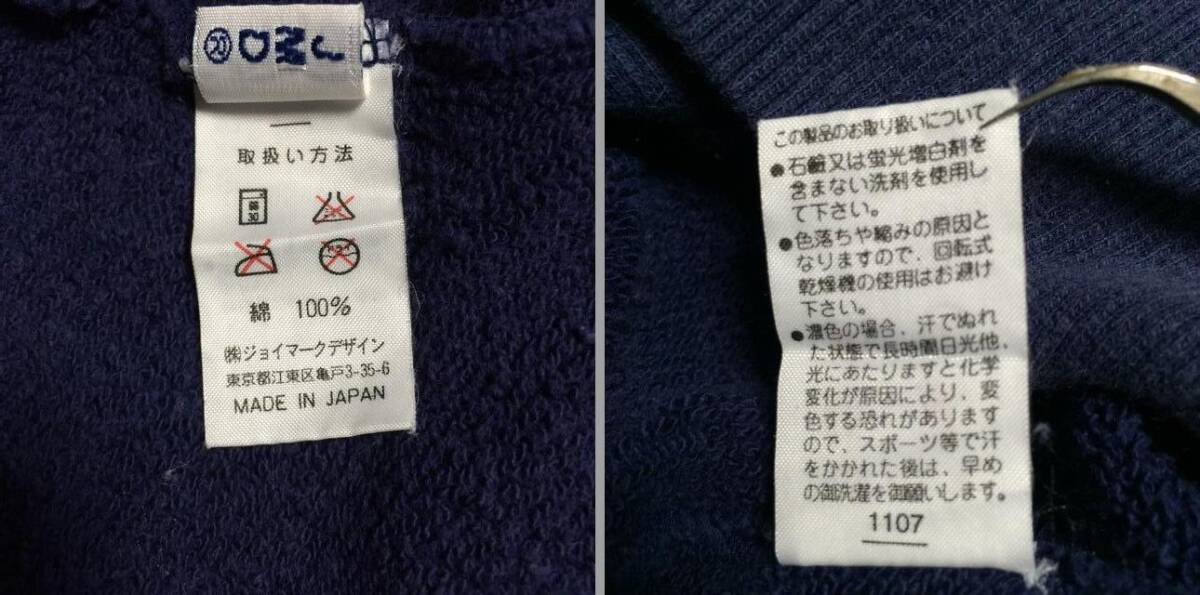 取扱い方法
弱
30
綿 100%
㈱ジョイマークデザイン
東京都江東区亀戸3-35-6
MADE IN JAPAN
この製品のお取り扱いについて
●石鹼又は蛍光増白剤を
含まない洗剤を使用し
て下さい。
●色落ちや縮みの原因と
なりますので、回転式
乾燥機の使用はお避け
下さい。
●濃色の場合、汗でぬれ
た状態で長時間日光他、
光にあたりますと化学
変化が原因により、変
色する恐れがあります
ので、スポーツ等で汗
をかかれた後は、早め
の御洗濯を御願いします。
1107